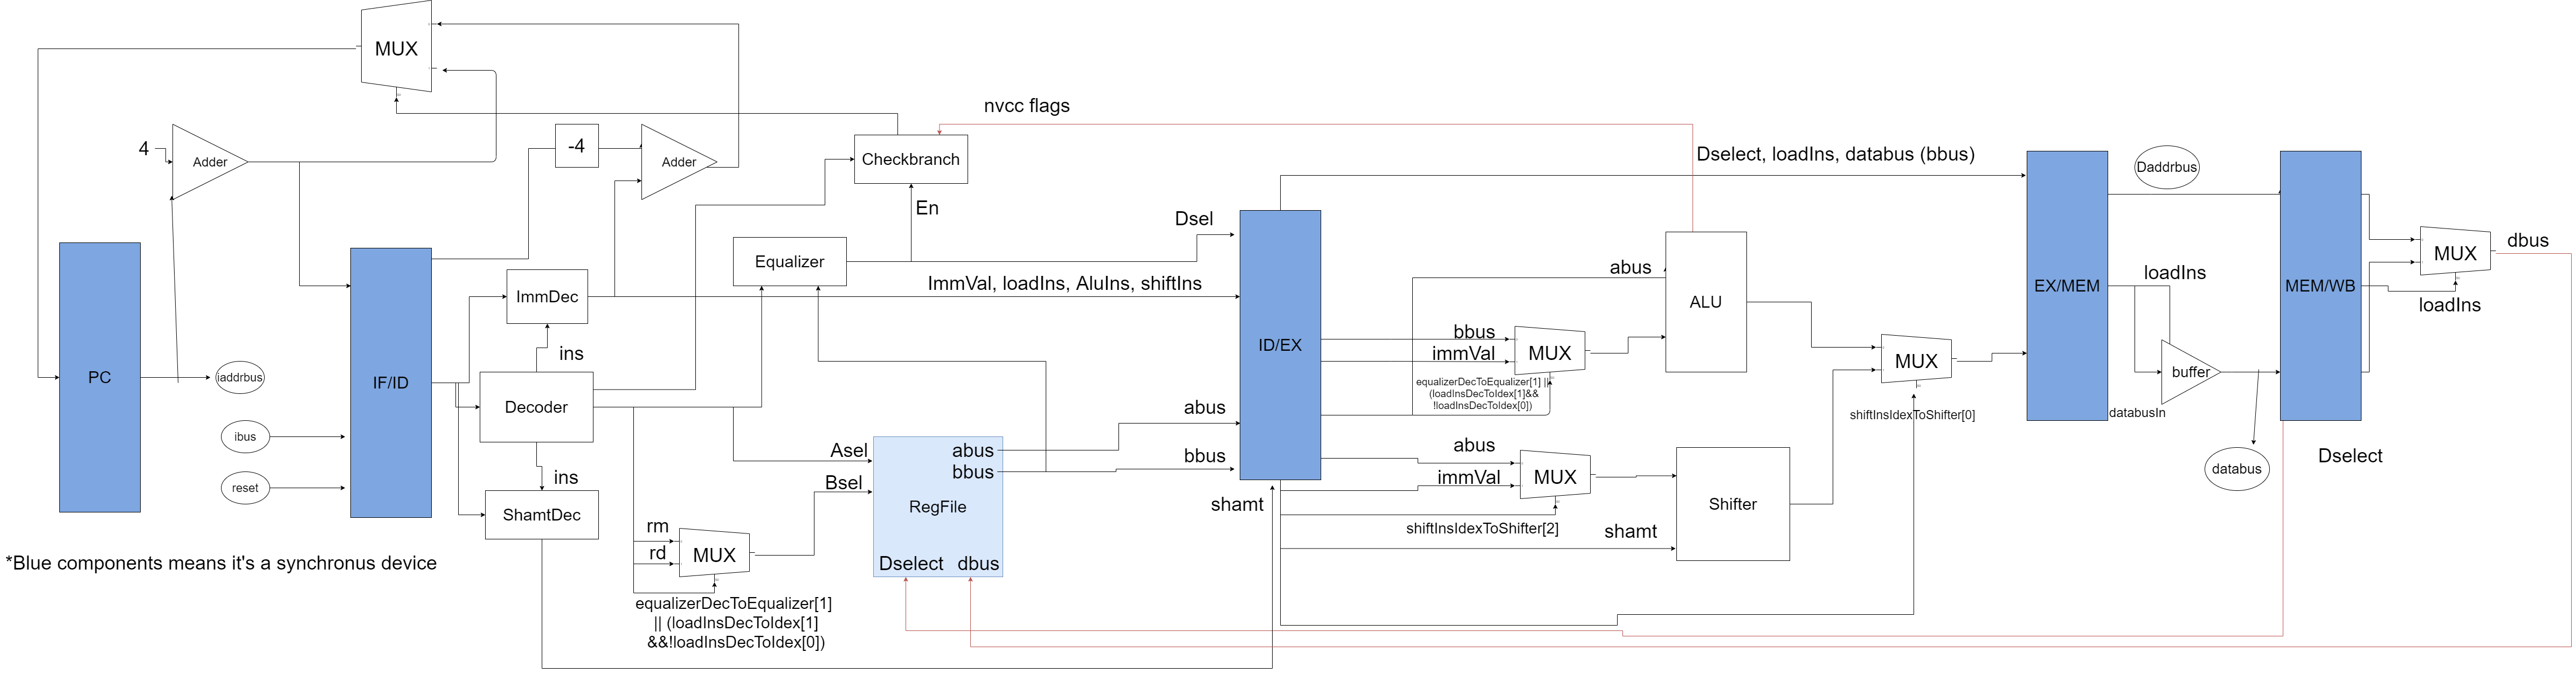 MUX
nvcc flags
4
Adder
-4
Adder
Checkbranch
Dselect, loadIns, databus (bbus)
Daddrbus
En
Dsel
Equalizer
abus
dbus
MUX
ImmDec
ImmVal, loadIns, AluIns, shiftIns
ALU
EX/MEM
loadIns
MEM/WB
loadIns
bbus
ID/EX
immVal
MUX
MUX
ins
PC
iaddrbus
IF/ID
buffer
equalizerDecToEqualizer[1] ||
(loadInsDecToIdex[1]&&
!loadInsDecToIdex[0])
Decoder
abus
shiftInsIdexToShifter[0]
databusIn
ibus
Asel
abus
bbus
abus
bbus
Dselect
databus
ins
immVal
MUX
reset
Bsel
RegFile
shamt
Shifter
ShamtDec
rm
shiftInsIdexToShifter[2]
shamt
rd
MUX
*Blue components means it's a synchronus device
Dselect
dbus
equalizerDecToEqualizer[1]
|| (loadInsDecToIdex[1]
&&!loadInsDecToIdex[0])